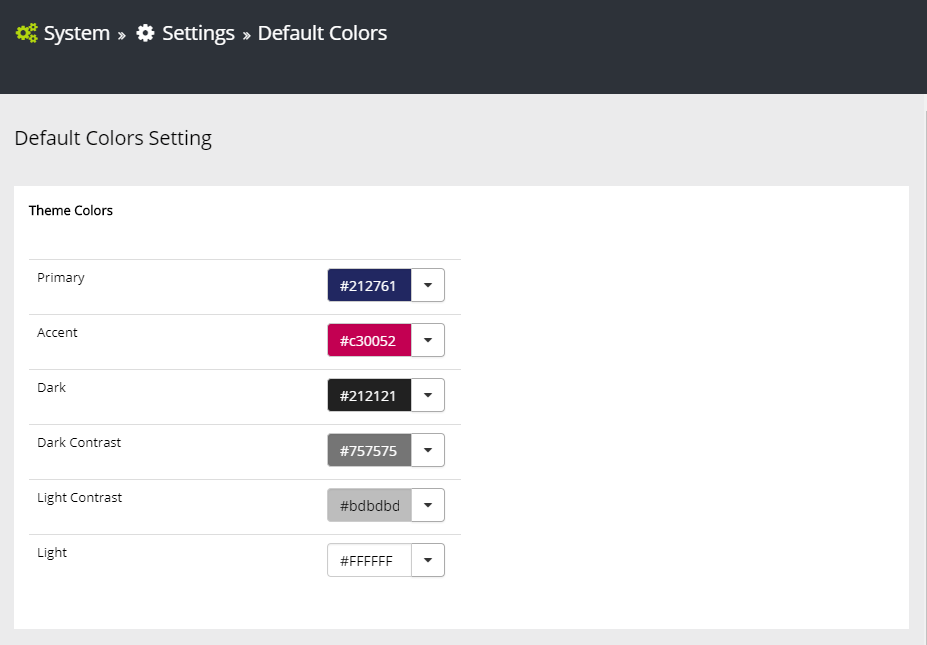 System » Settings » Default Colors
Default Colors Setting
Theme Colors
Primary #212761
Accent #c30052
Dark #212121
Dark Contrast #757575
Light Contrast #bdbdbd
Light #FFFFFF